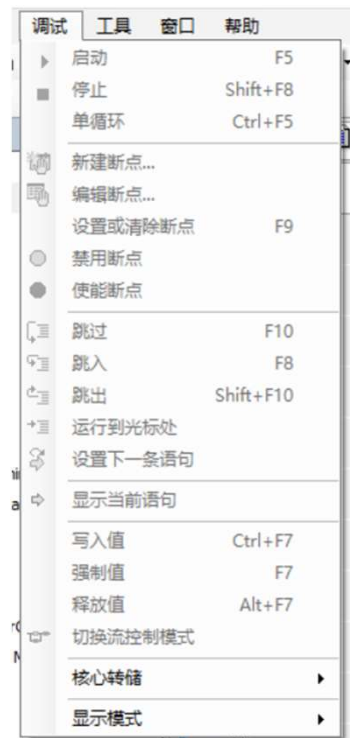 调试 工具 窗口 帮助
启动 F5
停止 Shift+F8
单循环 Ctrl+F5
新建断点...
编辑断点...
设置或清除断点 F9
禁用断点
使能断点
跳过 F10
跳入 F8
跳出 Shift+F10
运行到光标处
设置下一条语句
显示当前语句
写入值 Ctrl+F7
强制值 F7
释放值 Alt+F7
切换流控制模式
核心转储
显示模式